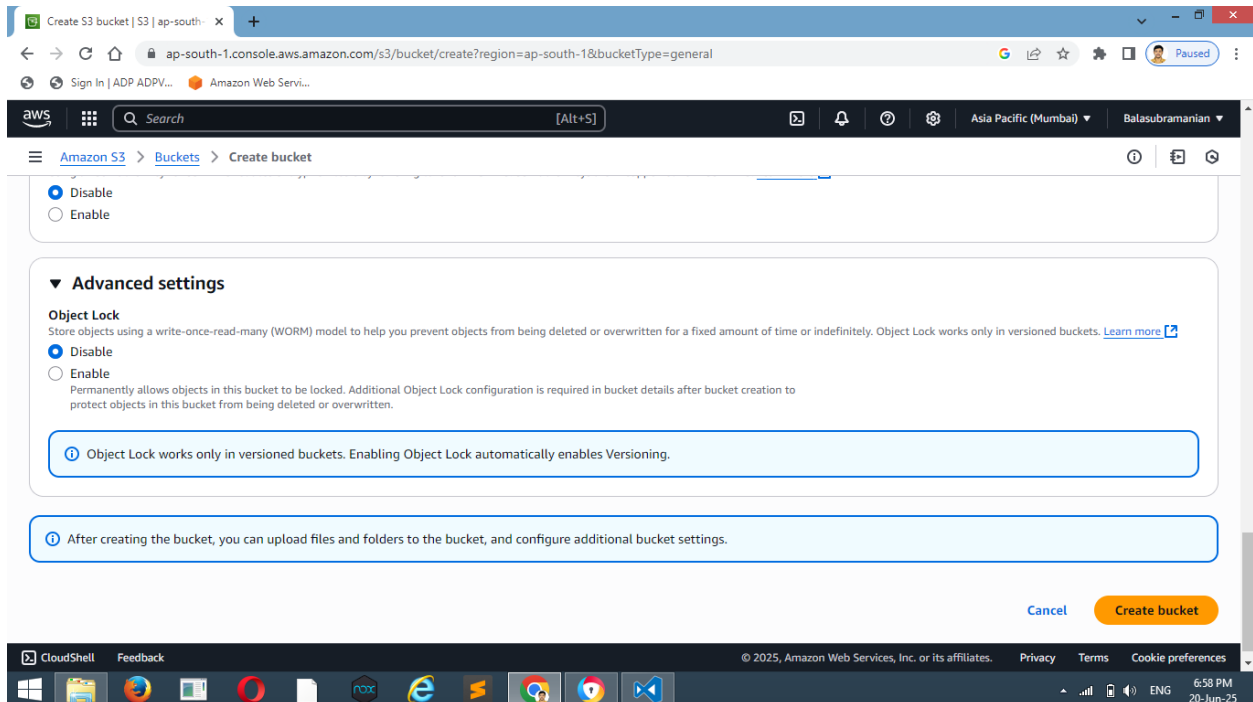 Create S3 bucket | S3 | ap-south-
ap-south-1.console.aws.amazon.com/s3/bucket/create?region=ap-south-1&bucketType=general
Paused
Sign In | ADP ADPV...
Amazon Web Servi...
aws
Search
[Alt+S]
Asia Pacific (Mumbai) ▼
Balasubramanian ▼
Amazon S3 > Buckets > Create bucket
Disable
Enable
▼ Advanced settings
Object Lock
Store objects using a write-once-read-many (WORM) model to help you prevent objects from being deleted or overwritten for a fixed amount of time or indefinitely. Object Lock works only in versioned buckets. Learn more
Disable
Enable
Permanently allows objects in this bucket to be locked. Additional Object Lock configuration is required in bucket details after bucket creation to
protect objects in this bucket from being deleted or overwritten.
Object Lock works only in versioned buckets. Enabling Object Lock automatically enables Versioning.
After creating the bucket, you can upload files and folders to the bucket, and configure additional bucket settings.
Cancel
Create bucket
CloudShell
Feedback
© 2025, Amazon Web Services, Inc. or its affiliates.
Privacy
Terms
Cookie preferences
nox
ENG
6:58 PM
20-Jun-25